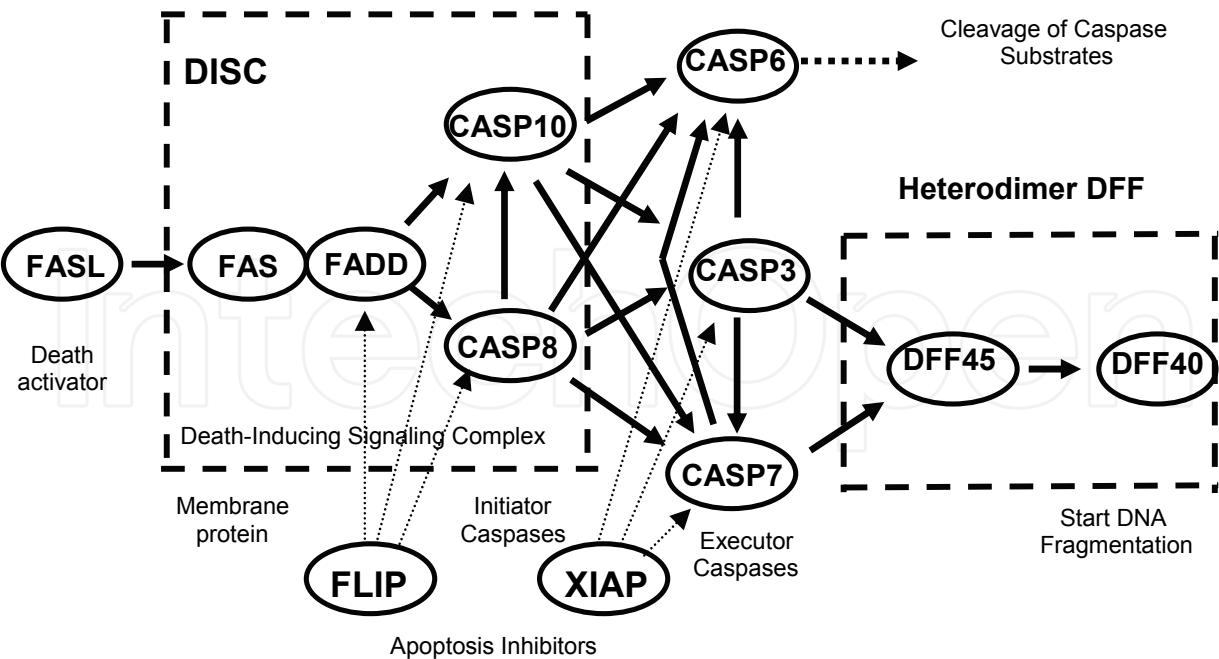 Cleavage of Caspase
Substrates
CASP6
DISC
CASP10
Heterodimer DFF
FASL
FAS
FADD
CASP3
CASP8
DFF45
DFF40
Death
activator
Death-Inducing Signaling Complex
CASP7
Membrane
protein
Initiator
Caspases
Executor
Caspases
Start DNA
Fragmentation
FLIP
XIAP
Apoptosis Inhibitors
IntechOpen